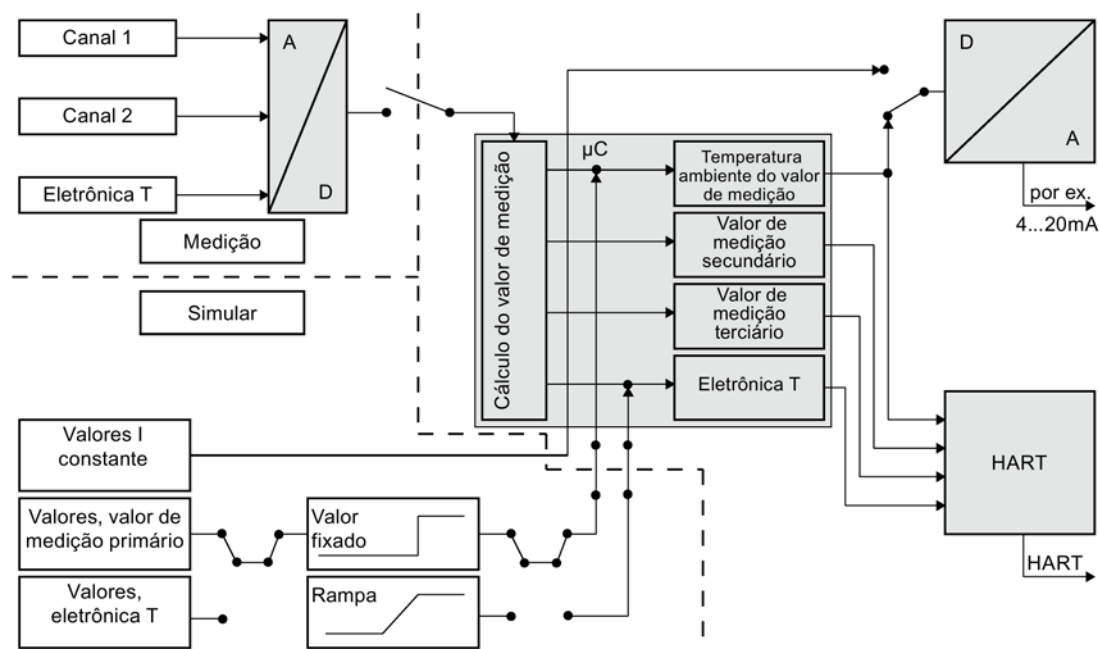 Canal 1
Canal 2
Eletrônica T
A
D
Medição
Simular
Cálculo do valor de medição
µC
Temperatura
ambiente do valor
de medição
Valor de
medição
secundário
Valor de
medição
terciário
Eletrônica T
D
A
por ex.
4...20mA
HART
HART
Valores I
constante
Valores, valor de
medição primário
Valores,
eletrônica T
Valor
fixado
Rampa